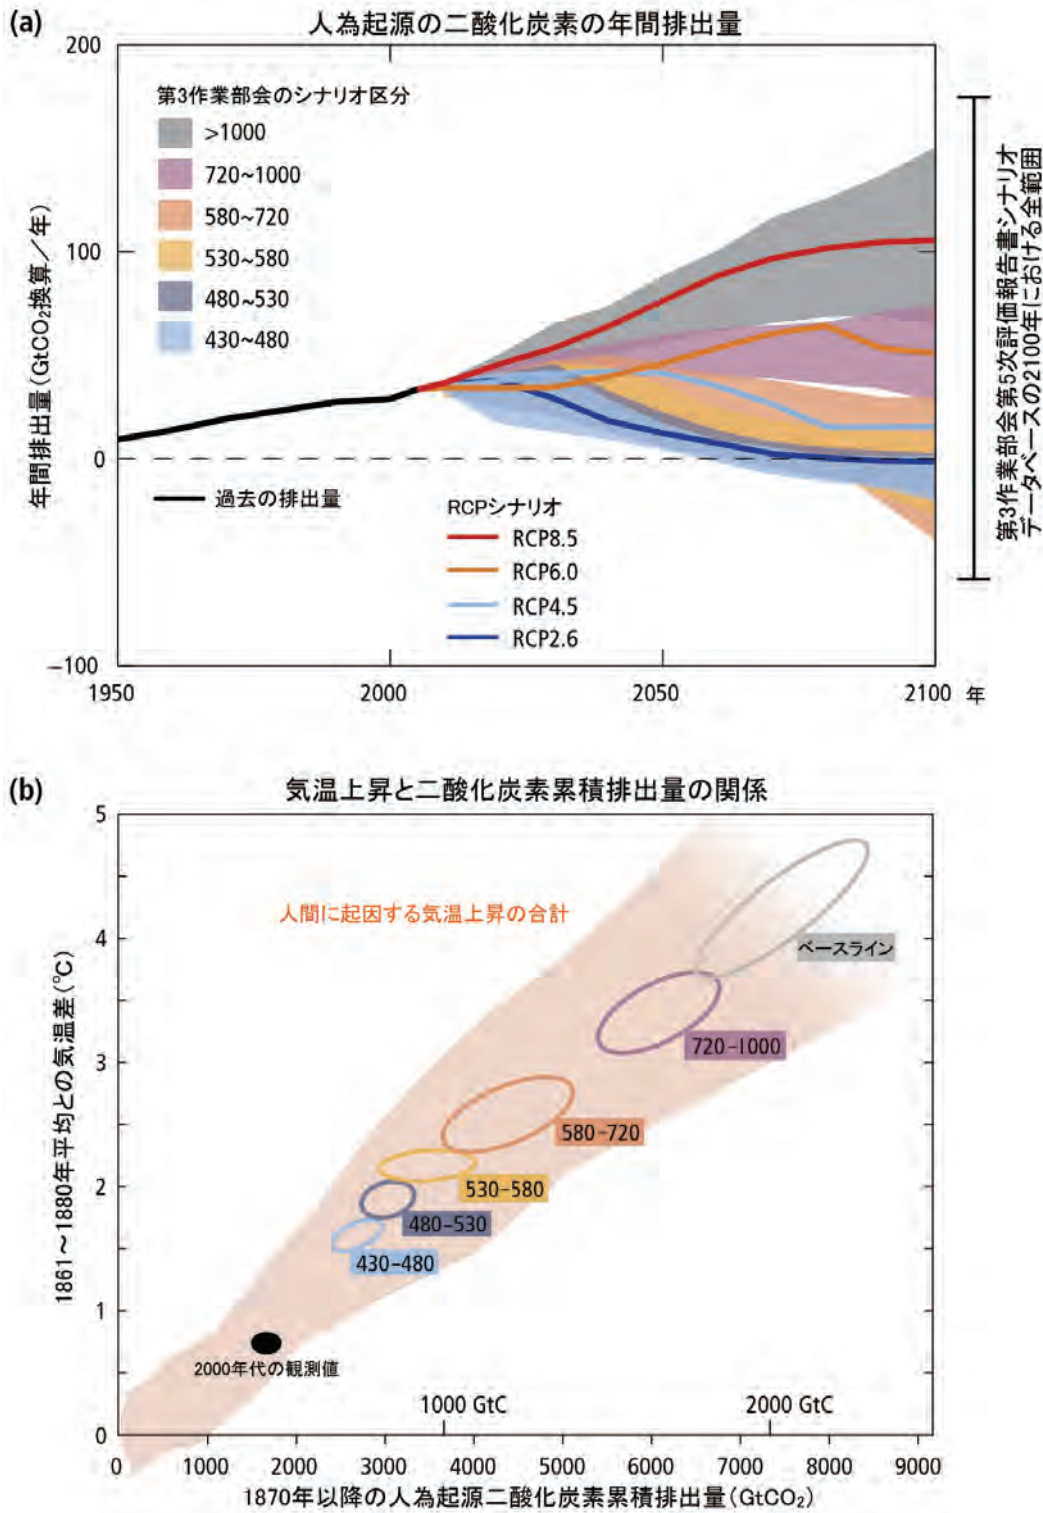 (a)
人為起源の二酸化炭素の年間排出量
200
100
0
−100
年間排出量(GtCO₂換算／年)
第3作業部会のシナリオ区分
>1000
720~1000
580~720
530~580
480~530
430~480
過去の排出量
RCPシナリオ
RCP8.5
RCP6.0
RCP4.5
RCP2.6
1950
2000
2050
2100 年
第3作業部会第5次評価報告書シナリオ
データベースの2100年における全範囲
(b)
気温上昇と二酸化炭素累積排出量の関係
5
4
3
2
1
0
1861～1880年平均との気温差(℃)
人間に起因する気温上昇の合計
ベースライン
720-1000
580-720
530-580
480-530
430-480
2000年代の観測値
1000 GtC
2000 GtC
0
1000
2000
3000
4000
5000
6000
7000
8000
9000
1870年以降の人為起源二酸化炭素累積排出量(GtCO₂)